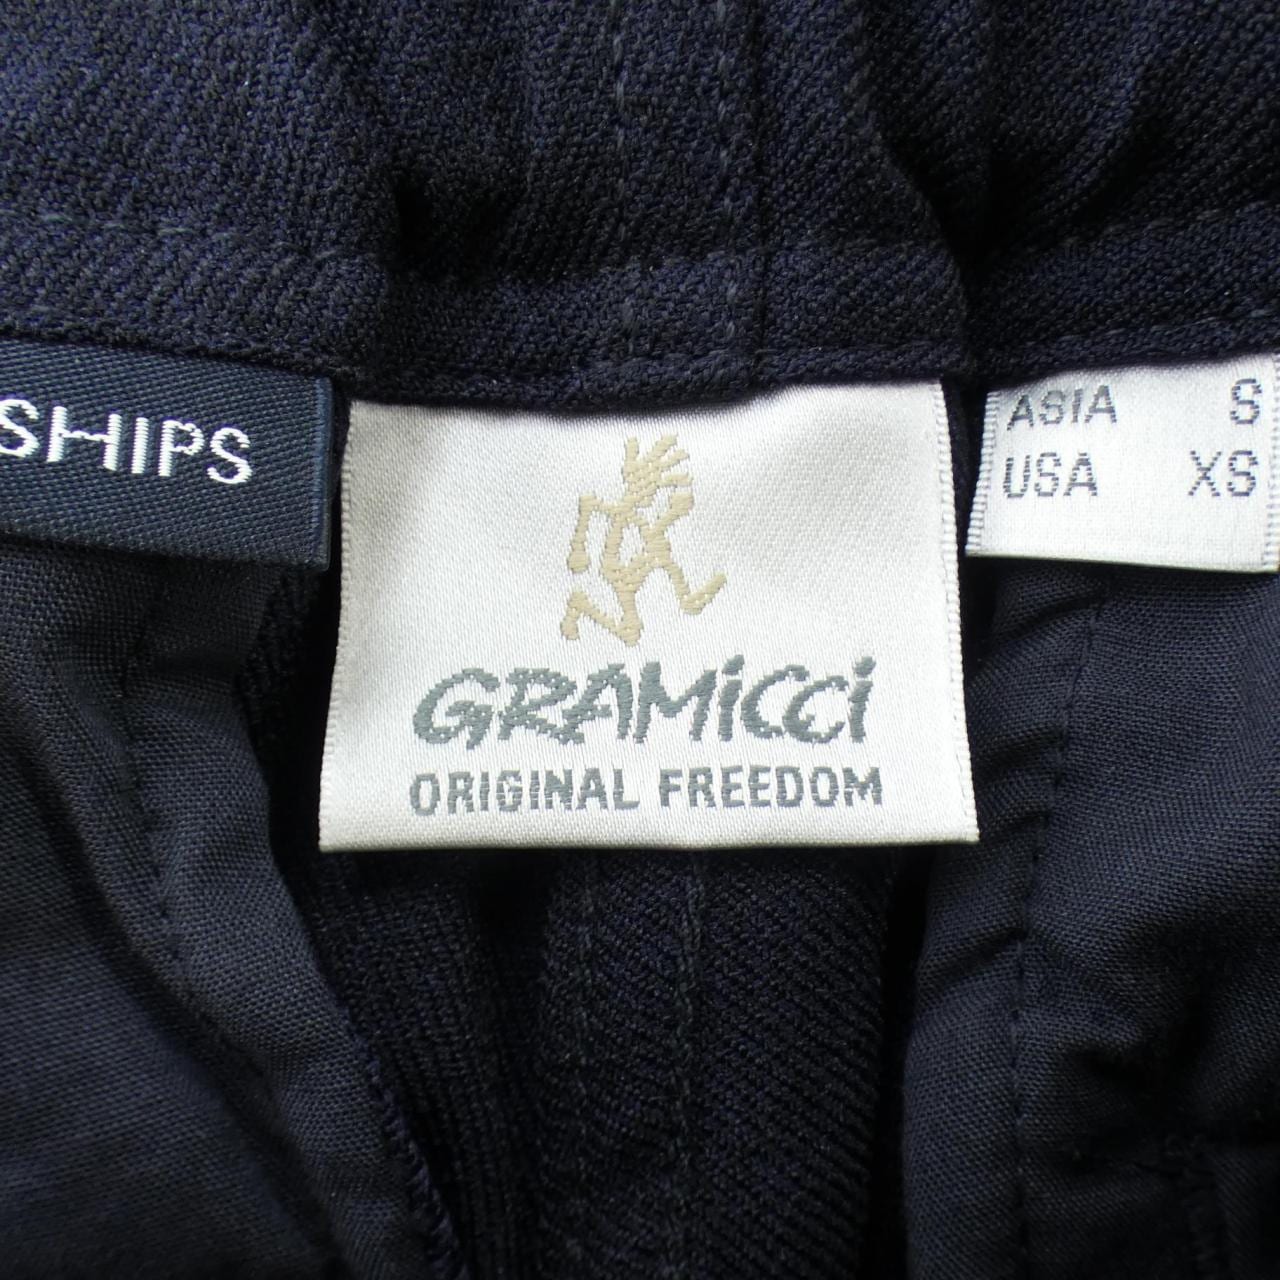 SHIPS
GRAMiCCi
ORIGINAL FREEDOM
ASIA S
USA XS